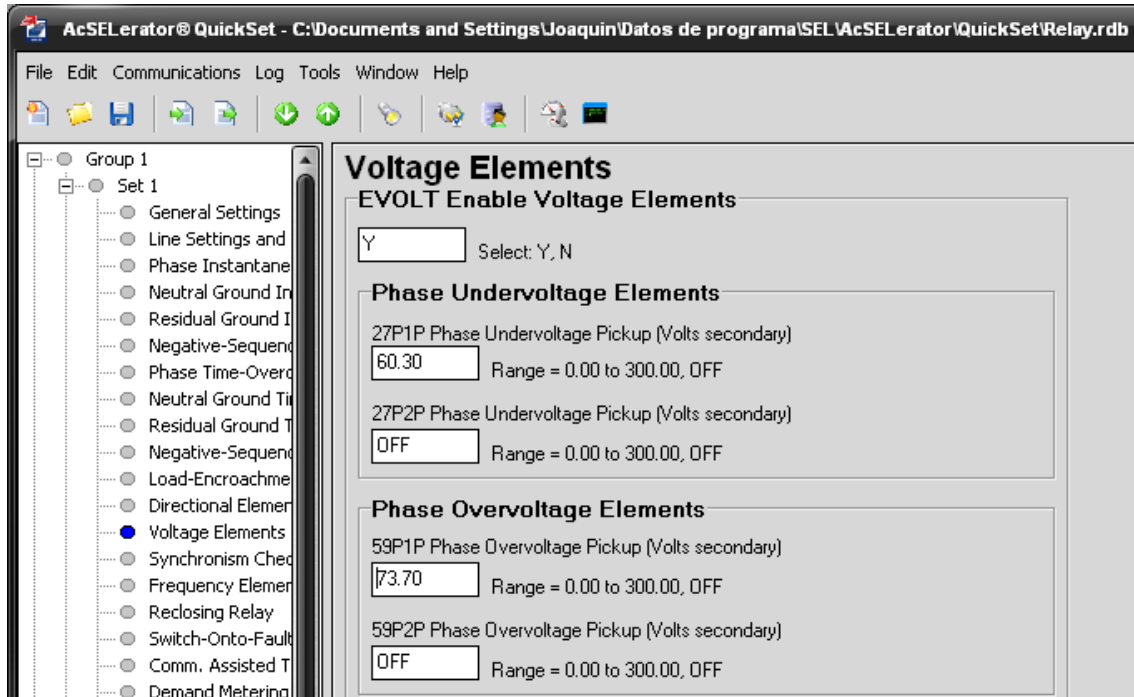 AcSELerator® QuickSet - C:\Documents and Settings\Joaquin\Datos de programa\SEL\AcSELerator\QuickSet\Relay.rdb
File Edit Communications Log Tools Window Help
Group 1
Set 1
General Settings
Line Settings and
Phase Instantane
Neutral Ground In
Residual Ground I
Negative-Sequenc
Phase Time-Overc
Neutral Ground Ti
Residual Ground T
Negative-Sequenc
Load-Encroachme
Directional Elemen
Voltage Elements
Synchronism Chec
Frequency Elemen
Reclosing Relay
Switch-Onto-Fault
Comm. Assisted T
Demand Metering
Voltage Elements
EVOLT Enable Voltage Elements
Y Select: Y, N
Phase Undervoltage Elements
27P1P Phase Undervoltage Pickup (Volts secondary)
60.30 Range = 0.00 to 300.00, OFF
27P2P Phase Undervoltage Pickup (Volts secondary)
OFF Range = 0.00 to 300.00, OFF
Phase Overvoltage Elements
59P1P Phase Overvoltage Pickup (Volts secondary)
73.70 Range = 0.00 to 300.00, OFF
59P2P Phase Overvoltage Pickup (Volts secondary)
OFF Range = 0.00 to 300.00, OFF